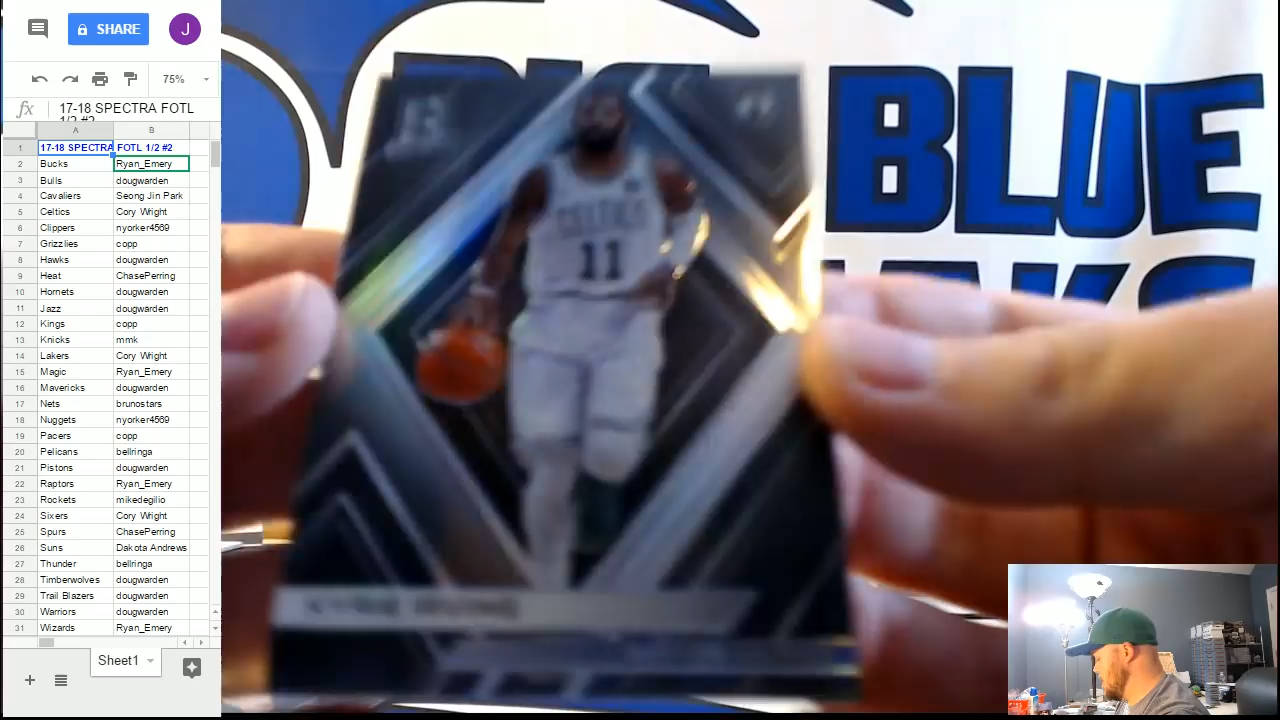 SHARE
J
75%
fx
17-18 SPECTRA FOTL
1/2 #2
A B
1 17-18 SPECTRA FOTL 1/2 #2
2 Bucks Ryan_Emery
3 Bulls dougwarden
4 Cavaliers Seong Jin Park
5 Celtics Cory Wright
6 Clippers nyorker4569
7 Grizzlies copp
8 Hawks dougwarden
9 Heat ChasePerring
10 Hornets dougwarden
11 Jazz dougwarden
12 Kings copp
13 Knicks mmk
14 Lakers Cory Wright
15 Magic Ryan_Emery
16 Mavericks dougwarden
17 Nets brunostars
18 Nuggets nyorker4569
19 Pacers copp
20 Pelicans bellringa
21 Pistons dougwarden
22 Raptors Ryan_Emery
23 Rockets mikedegilio
24 Sixers Cory Wright
25 Spurs ChasePerring
26 Suns Dakota Andrews
27 Thunder bellringa
28 Timberwolves dougwarden
29 Trail Blazers dougwarden
30 Warriors dougwarden
31 Wizards Ryan_Emery
Sheet1
BLUE
CELTICS
11
KYRIE IRVING